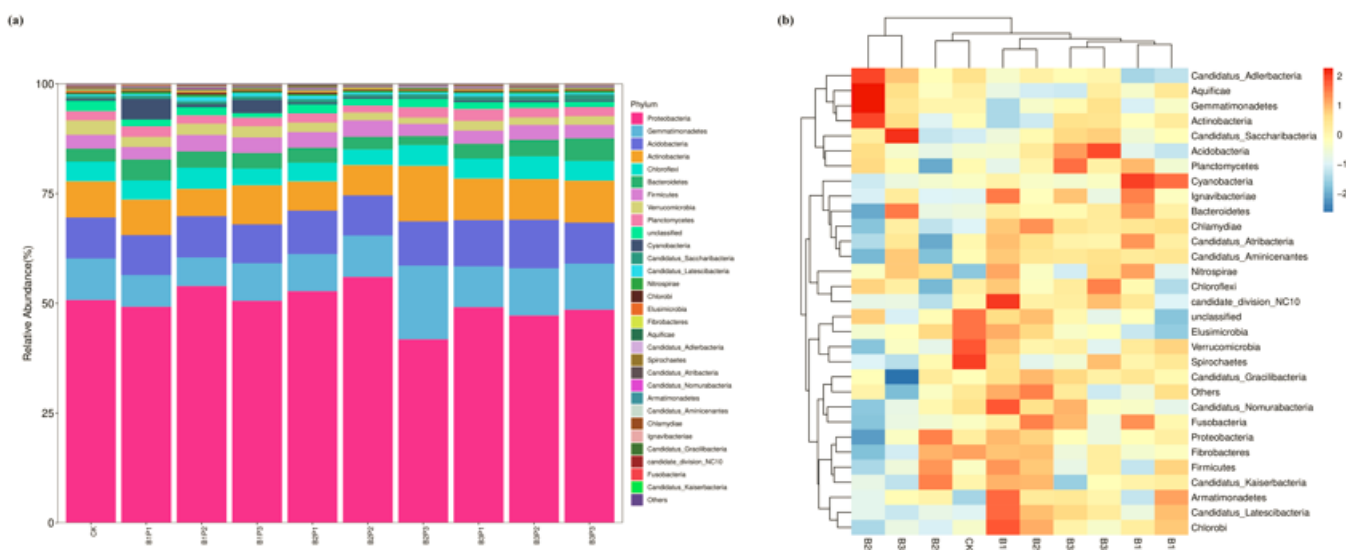 (a)
100
75
50
25
0
Relative Abundance(%)
CK
B1P1
B1P2
B1P3
B2P1
B2P2
B2P3
B3P1
B3P2
B3P3
Phylum
Proteobacteria
Gemmatimonadetes
Acidobacteria
Actinobacteria
Chloroflexi
Bacteroidetes
Firmicutes
Verrucomicrobia
Planctomycetes
unclassified
Cyanobacteria
Candidatus_Saccharibacteria
Candidatus_Latescibacteria
Nitrospirae
Chlorobi
Elusimicrobia
Fibrobacteres
Aquificae
Candidatus_Adlerbacteria
Spirochaetes
Candidatus_Atribacteria
Candidatus_Nomurabacteria
Armatimonadetes
Candidatus_Aminicenantes
Chlamydiae
Ignavibacteriae
Candidatus_Gracilibacteria
candidate_division_NC10
Fusobacteria
Candidatus_Kaiserbacteria
Others
(b)
Candidatus_Adlerbacteria
Aquificae
Gemmatimonadetes
Actinobacteria
Candidatus_Saccharibacteria
Acidobacteria
Planctomycetes
Cyanobacteria
Ignavibacteriae
Bacteroidetes
Chlamydiae
Candidatus_Atribacteria
Candidatus_Aminicenantes
Nitrospirae
Chloroflexi
candidate_division_NC10
unclassified
Elusimicrobia
Verrucomicrobia
Spirochaetes
Candidatus_Gracilibacteria
Others
Candidatus_Nomurabacteria
Fusobacteria
Proteobacteria
Fibrobacteres
Firmicutes
Candidatus_Kaiserbacteria
Armatimonadetes
Candidatus_Latescibacteria
Chlorobi
2
1
0
-1
-2
B2
B3
B2
CK
B1
B2
B3
B3
B1
B1